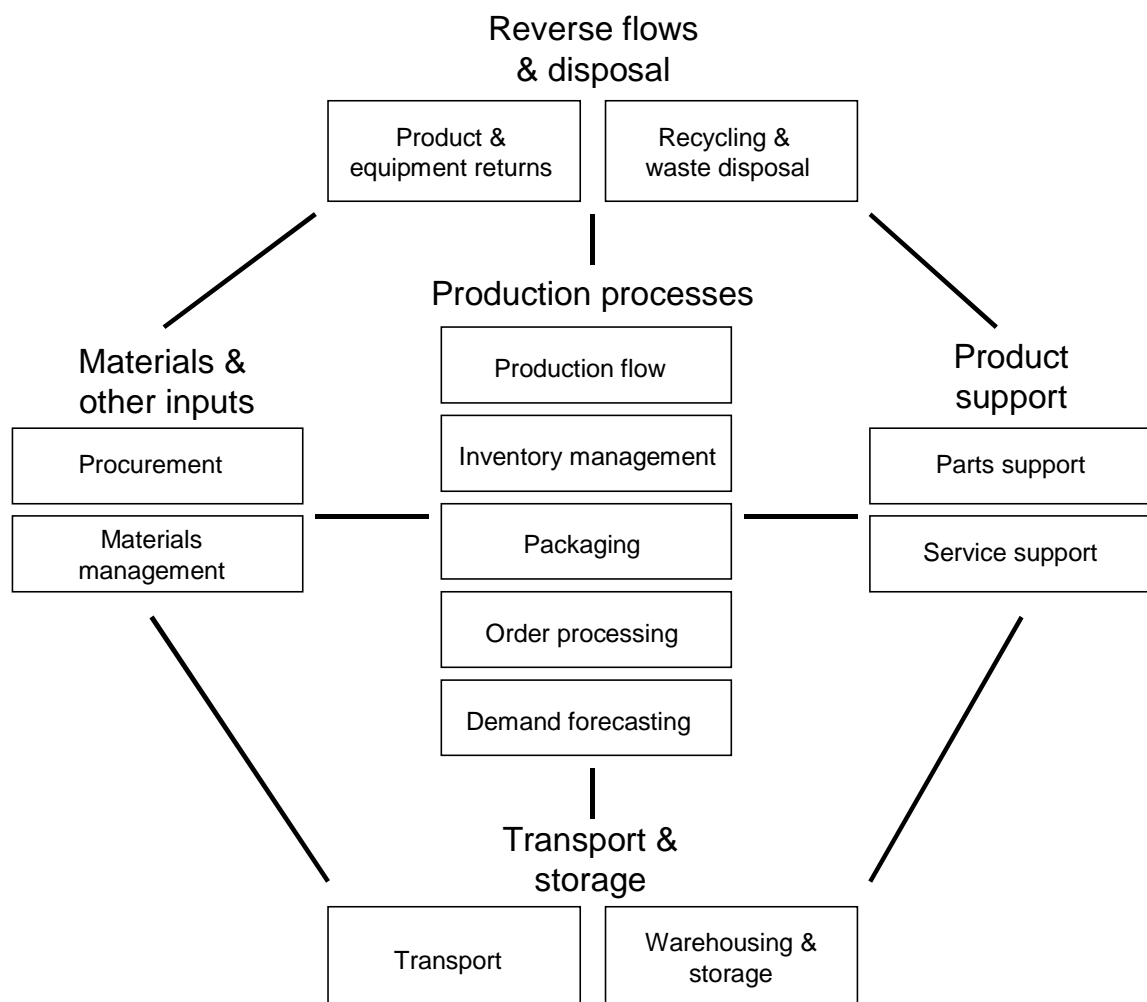 Reverse flows
& disposal
Product &
equipment returns
Recycling &
waste disposal
Production processes
Materials &
other inputs
Product
support
Production flow
Procurement
Inventory management
Parts support
Materials
management
Packaging
Service support
Order processing
Demand forecasting
Transport &
storage
Transport
Warehousing &
storage